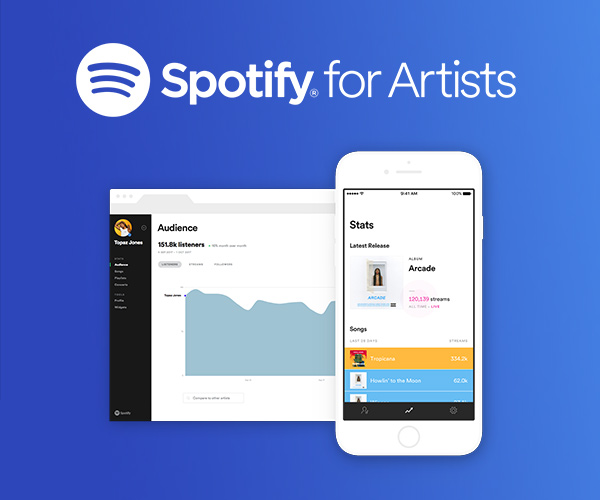 Spotify® for Artists
Topaz Jones
Audience
Songs
Playlists
Profile
Spotify
Audience
151.8k listeners
LISTENERS STREAMS FOLLOWERS
Topaz Jones
Compare to other artists
9:41 AM 100%
Stats
Latest Release
ARCADE
ALBUM
Arcade
120,139 streams
ALL TIME • LIVE
Songs
LAST 28 DAYS STREAMS
Tropicana 334.2k
Howlin' to the Moon 62.0k